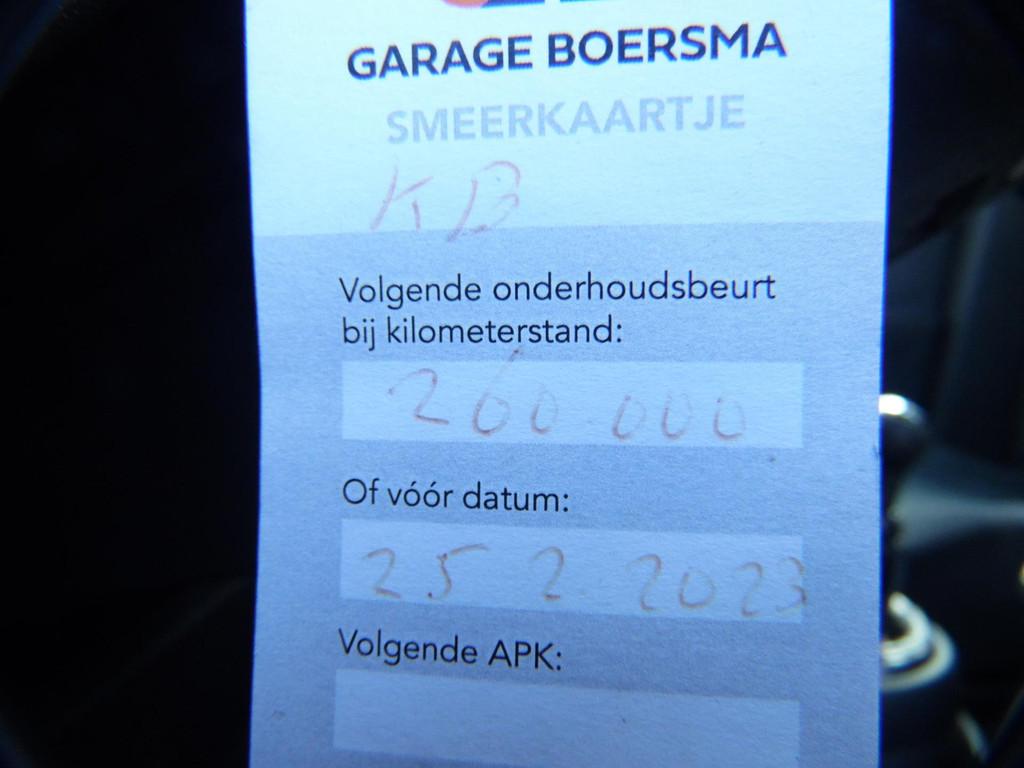 GARAGE BOERSMA
SMEERKAARTJE
KB
Volgende onderhoudsbeurt
bij kilometerstand:
260.000
Of vóór datum:
25 2 2023
Volgende APK: